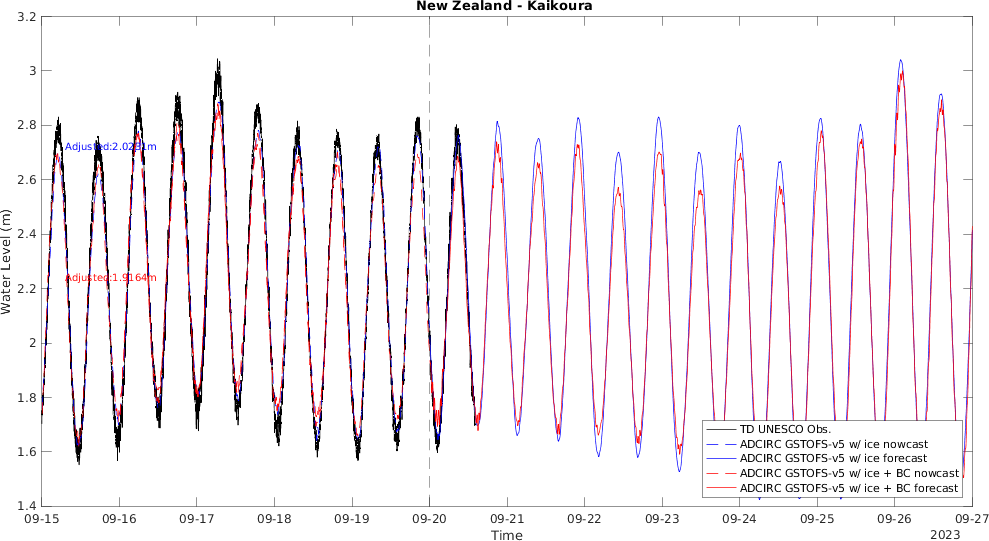 New Zealand - Kaikoura
3.2
3
2.8
2.6
2.4
2.2
2
1.8
1.6
1.4
Water Level (m)
Adjusted:2.0291m
Adjusted:1.9164m
TD UNESCO Obs.
ADCIRC GSTOFS-v5 w/ ice nowcast
ADCIRC GSTOFS-v5 w/ ice forecast
ADCIRC GSTOFS-v5 w/ ice + BC nowcast
ADCIRC GSTOFS-v5 w/ ice + BC forecast
09-15 09-16 09-17 09-18 09-19 09-20 09-21 09-22 09-23 09-24 09-25 09-26 09-27
Time
2023